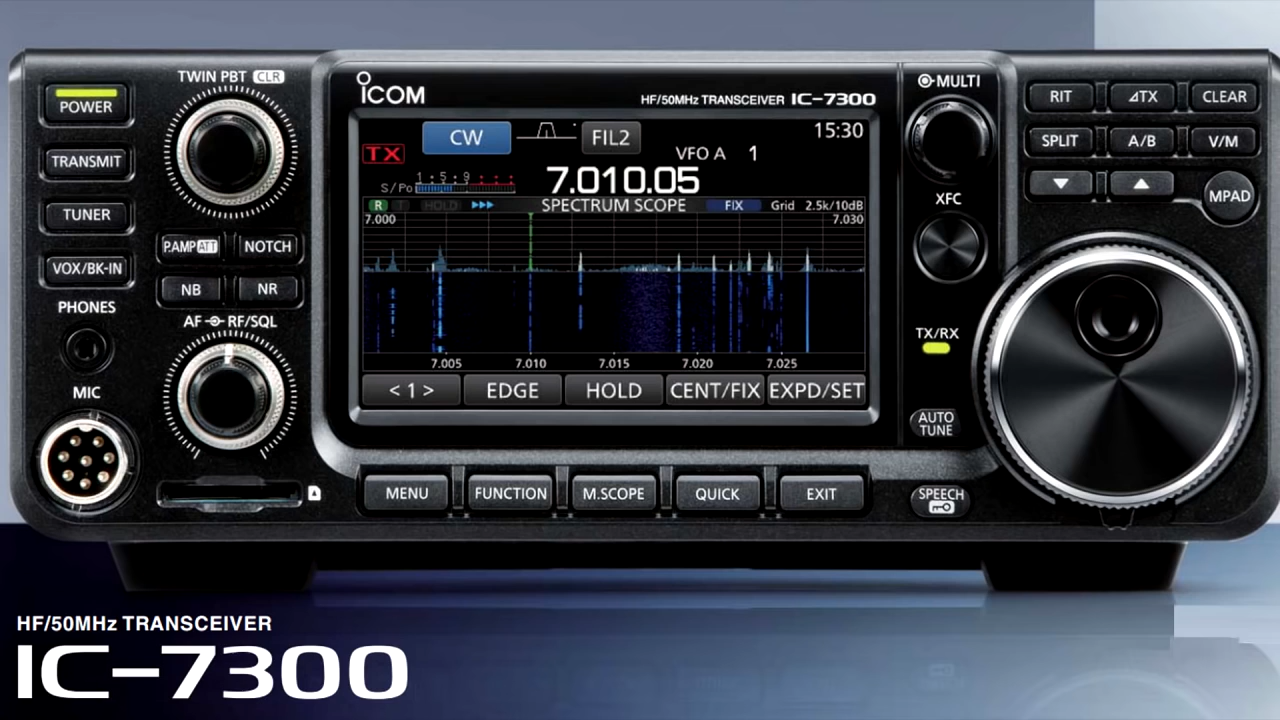 TWIN PBT CLR
POWER
TRANSMIT
TUNER
VOX/BK-IN
P.AMP ATT
NOTCH
NB
NR
PHONES
AF RF/SQL
MIC
ICOM
HF/50MHz TRANSCEIVER IC-7300
CW
FIL2
15:30
TX
VFO A 1
S/Po 1 5 9
7.010.05
R T HOLD SPECTRUM SCOPE FIX Grid 2.5k/10dB
7.000 7.030
7.005 7.010 7.015 7.020 7.025
< 1 > EDGE HOLD CENT/FIX EXPD/SET
MENU FUNCTION M.SCOPE QUICK EXIT
MULTI
XFC
TX/RX
AUTO
TUNE
SPEECH
RIT ⊿TX CLEAR
SPLIT A/B V/M
▼ ▲ MPAD
HF/50MHz TRANSCEIVER
IC-7300